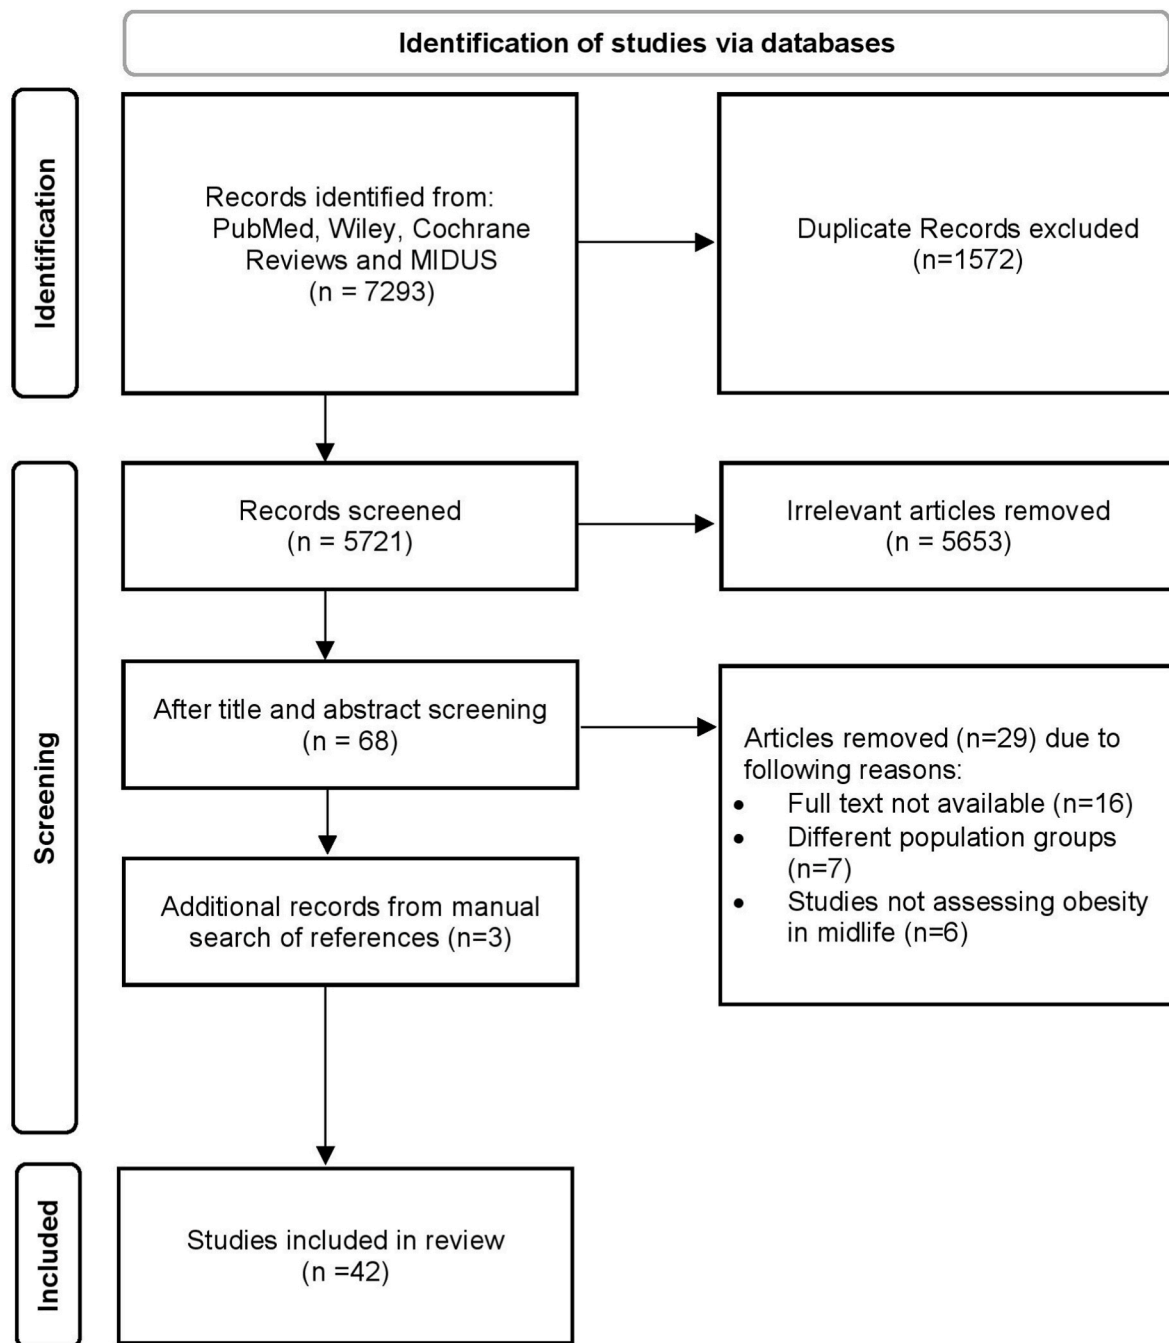 Identification of studies via databases
Identification
Records identified from:
PubMed, Wiley, Cochrane
Reviews and MIDUS
(n = 7293)
Duplicate Records excluded
(n=1572)
Screening
Records screened
(n = 5721)
Irrelevant articles removed
(n = 5653)
After title and abstract screening
(n = 68)
Articles removed (n=29) due to
following reasons:
• Full text not available (n=16)
• Different population groups
(n=7)
• Studies not assessing obesity
in midlife (n=6)
Additional records from manual
search of references (n=3)
Included
Studies included in review
(n =42)